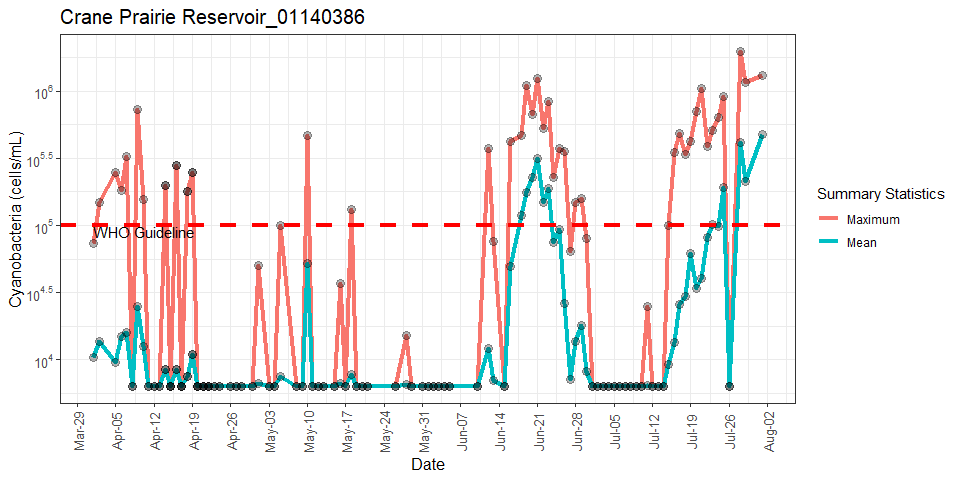 Crane Prairie Reservoir_01140386
Cyanobacteria (cells/mL)
10^6
10^5.5
10^5
10^4.5
10^4
WHO Guideline
Mar-29
Apr-05
Apr-12
Apr-19
Apr-26
May-03
May-10
May-17
May-24
May-31
Jun-07
Jun-14
Jun-21
Jun-28
Jul-05
Jul-12
Jul-19
Jul-26
Aug-02
Date
Summary Statistics
Maximum
Mean